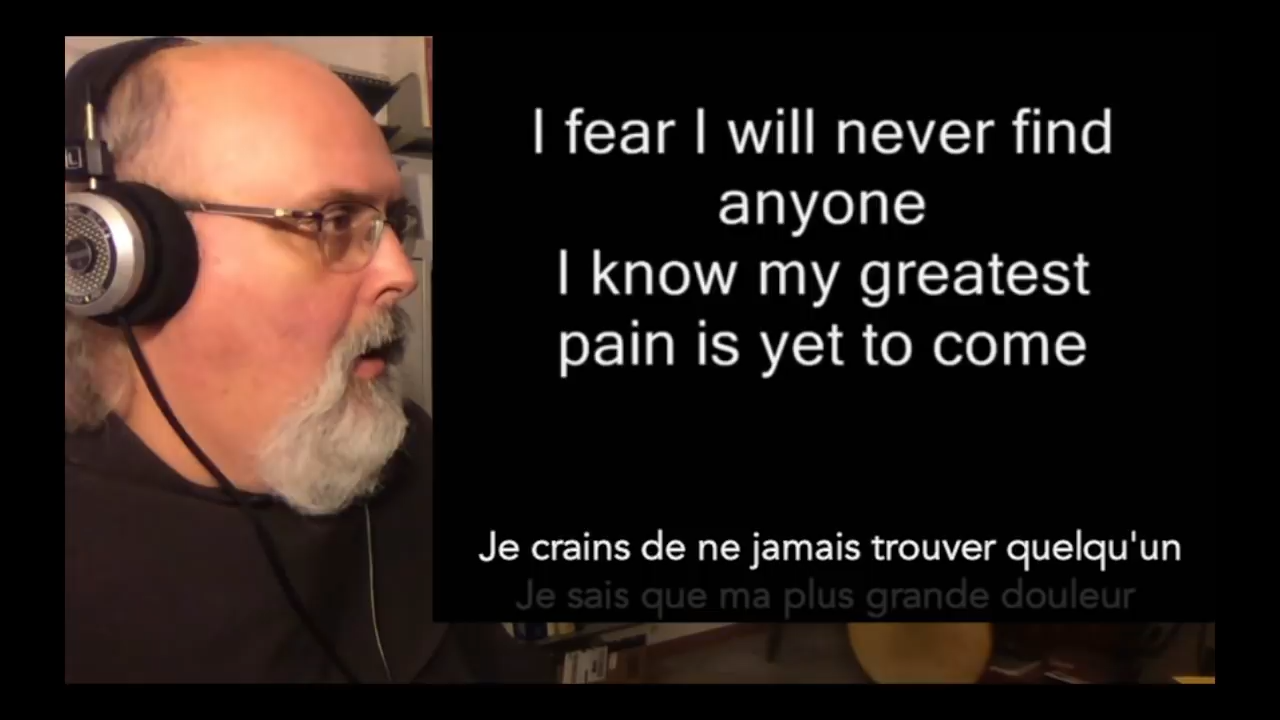 I fear I will never find
anyone
I know my greatest
pain is yet to come
Je crains de ne jamais trouver quelqu'un
Je sais que ma plus grande douleur
L